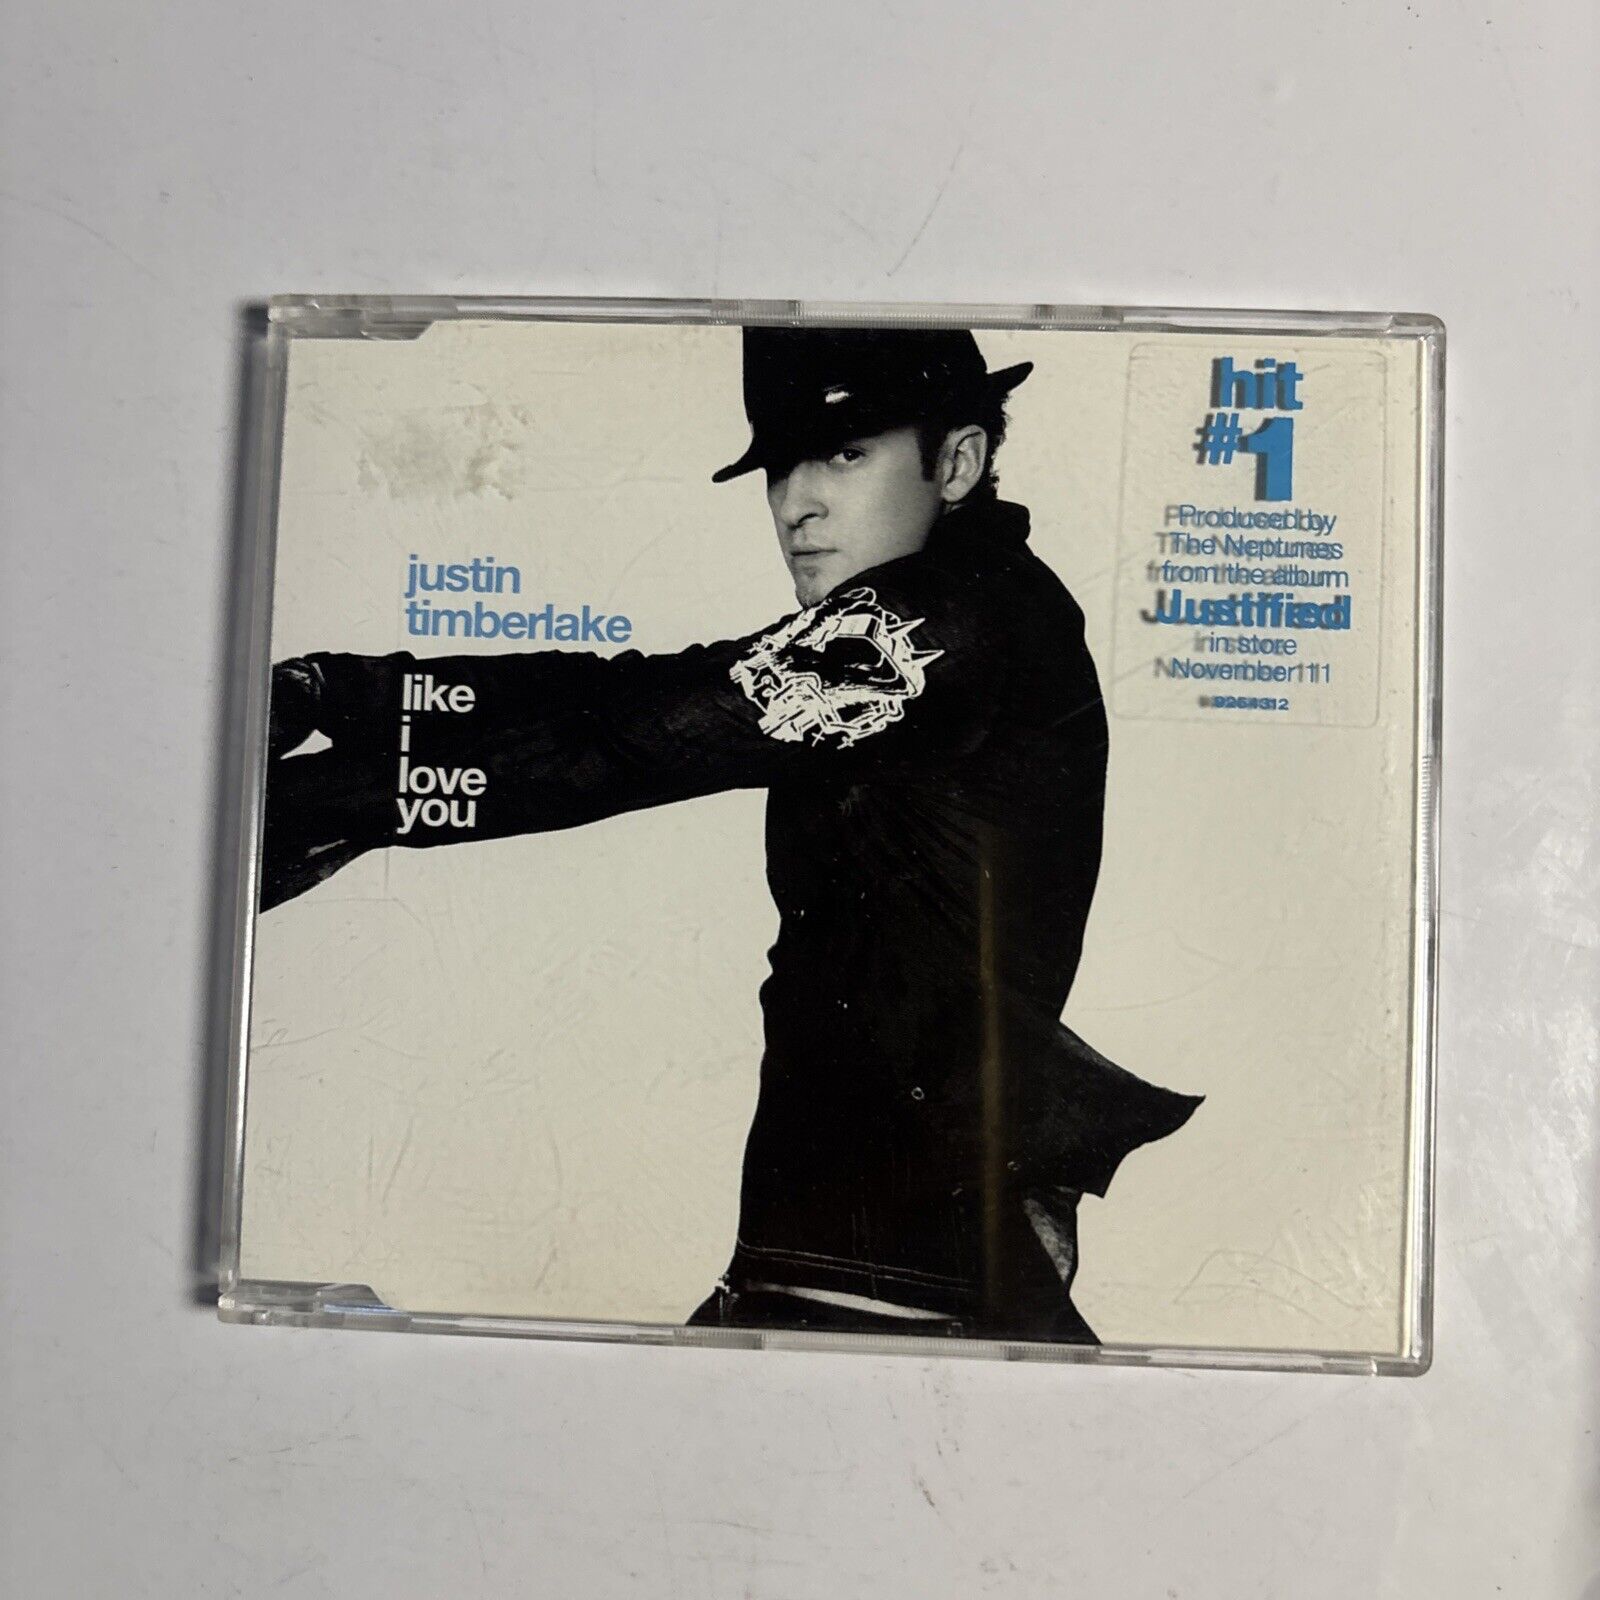 justin
timberlake
like
i
love
you
hit
#1
Produced by
The Neptunes
from the album
Justified
in store
November 11